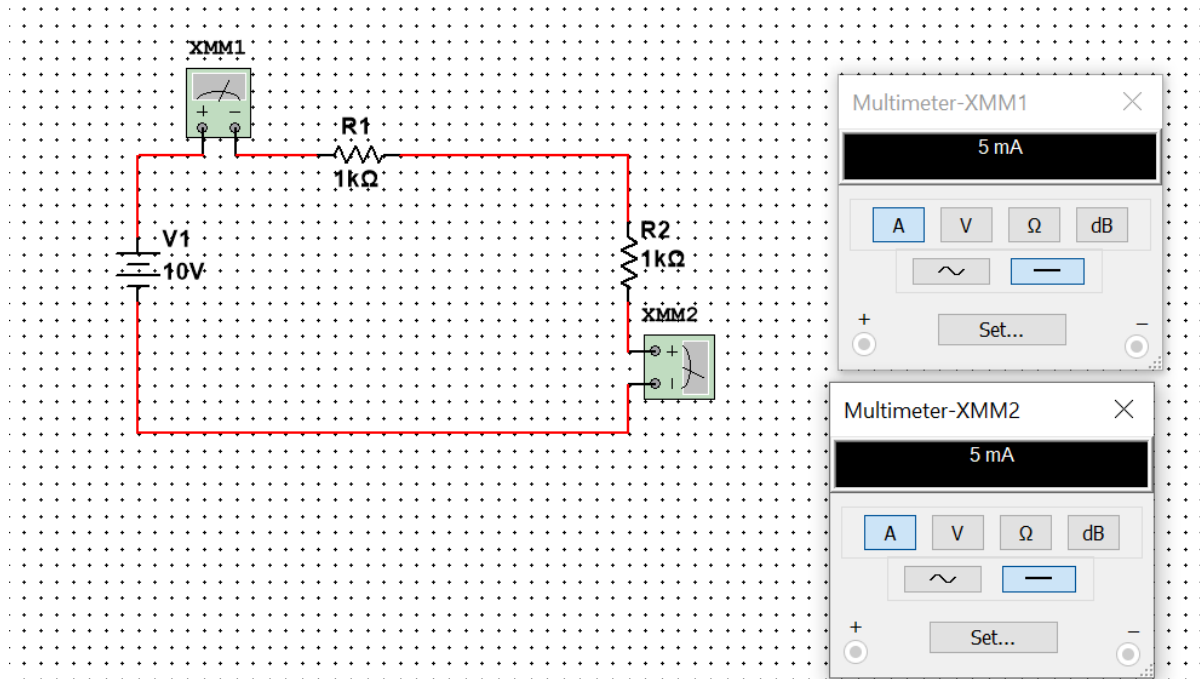 XMM1
+ −
R1
1kΩ
V1
10V
R2
1kΩ
XMM2
+
−
Multimeter-XMM1
5 mA
A V Ω dB
+ Set... −
Multimeter-XMM2
5 mA
A V Ω dB
+ Set... −